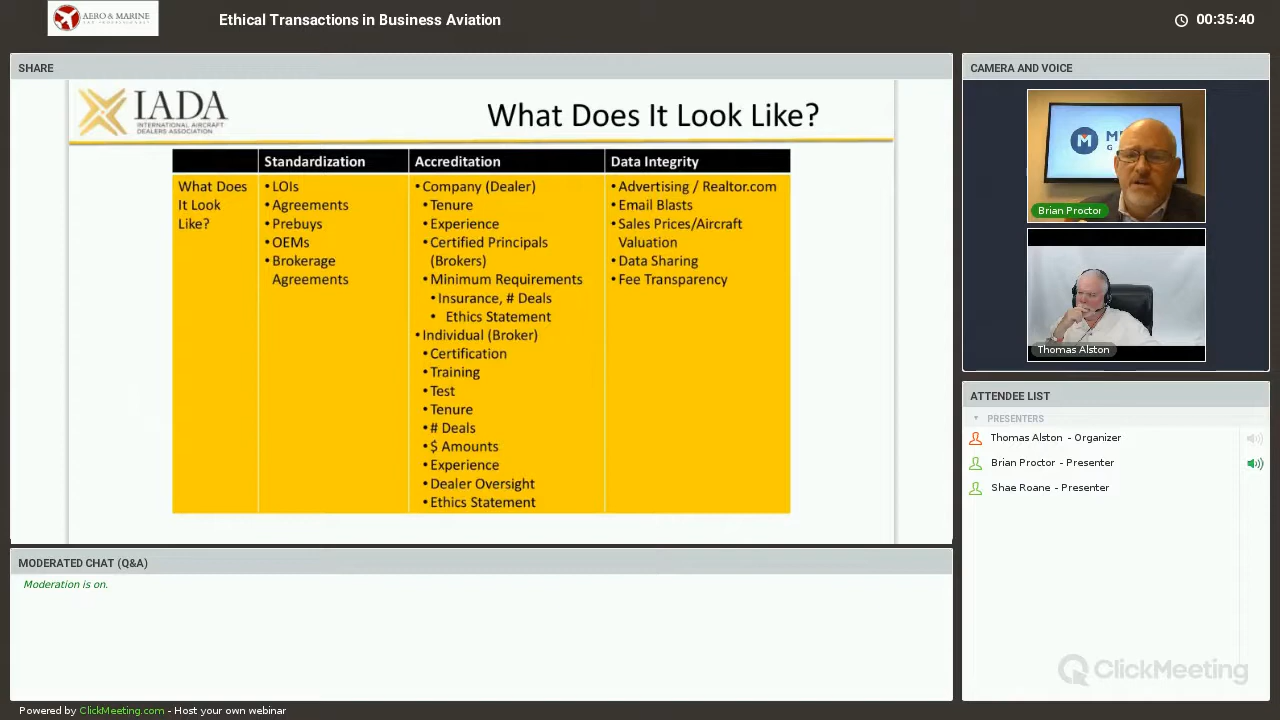 AERO & MARINE
Ethical Transactions in Business Aviation
00:35:40
SHARE
IADA
INTERNATIONAL AIRCRAFT
DEALERS ASSOCIATION
What Does It Look Like?
Standardization
Accreditation
Data Integrity
What Does
It Look
Like?
• LOIs
• Agreements
• Prebuys
• OEMs
• Brokerage
Agreements
• Company (Dealer)
• Tenure
• Experience
• Certified Principals
(Brokers)
• Minimum Requirements
• Insurance, # Deals
• Ethics Statement
• Individual (Broker)
• Certification
• Training
• Test
• Tenure
• # Deals
• $ Amounts
• Experience
• Dealer Oversight
• Ethics Statement
• Advertising / Realtor.com
• Email Blasts
• Sales Prices/Aircraft
Valuation
• Data Sharing
• Fee Transparency
CAMERA AND VOICE
M
Brian Proctor
Thomas Alston
ATTENDEE LIST
PRESENTERS
Thomas Alston - Organizer
Brian Proctor - Presenter
Shae Roane - Presenter
MODERATED CHAT (Q&A)
Moderation is on.
ClickMeeting
Powered by ClickMeeting.com - Host your own webinar